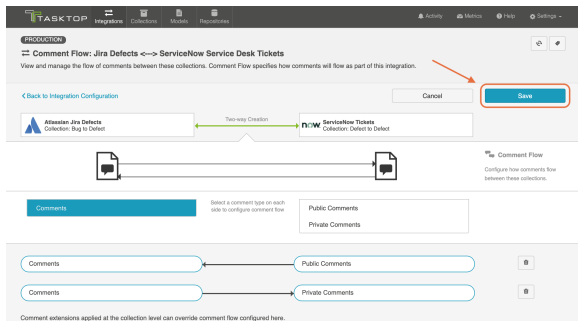 TASKTOP
Integrations
Collections
Models
Repositories
Activity
Metrics
Help
Settings
PRODUCTION
Comment Flow: Jira Defects <---> ServiceNow Service Desk Tickets
View and manage the flow of comments between these collections. Comment Flow specifies how comments will flow as part of this integration.
Back to Integration Configuration
Cancel
Save
Atlassian Jira Defects
Collection: Bug to Defect
Two-way Creation
now
ServiceNow Tickets
Collection: Defect to Defect
Comment Flow
Configure how comments flow
between these collections.
Comments
Select a comment type on each
side to configure comment flow
Public Comments
Private Comments
Comments
Public Comments
Comments
Private Comments
Comment extensions applied at the collection level can override comment flow configured here.